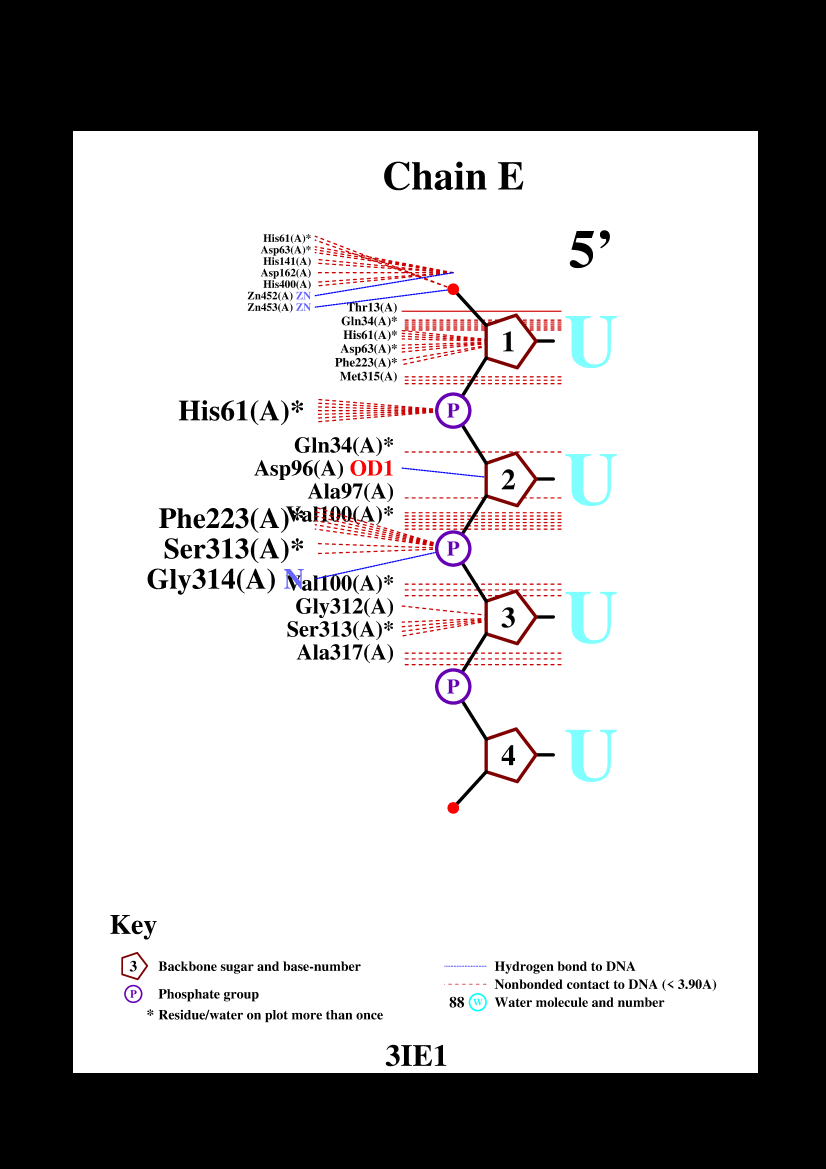 Chain E
5’
His61(A)*
Asp63(A)*
His141(A)
Asp162(A)
His400(A)
Zn452(A) ZN
Zn453(A) ZN
Thr13(A)
Gln34(A)*
His61(A)*
Asp63(A)*
Phe223(A)*
Met315(A)
1 U
His61(A)*
P
Gln34(A)*
Asp96(A) OD1
Ala97(A)
Val100(A)*
2 U
Phe223(A)*
Ser313(A)*
Gly314(A) N
P
Val100(A)*
Gly312(A)
Ser313(A)*
Ala317(A)
3 U
P
4 U
Key
3 Backbone sugar and base-number
P Phosphate group
* Residue/water on plot more than once
Hydrogen bond to DNA
Nonbonded contact to DNA (< 3.90A)
88 W Water molecule and number
3IE1